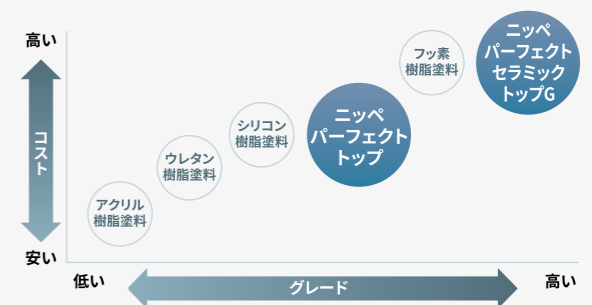 高い
コスト
安い
アクリル
樹脂塗料
ウレタン
樹脂塗料
シリコン
樹脂塗料
ニッペ
パーフェクト
トップ
フッ素
樹脂塗料
ニッペ
パーフェクト
セラミック
トップG
低い
グレード
高い